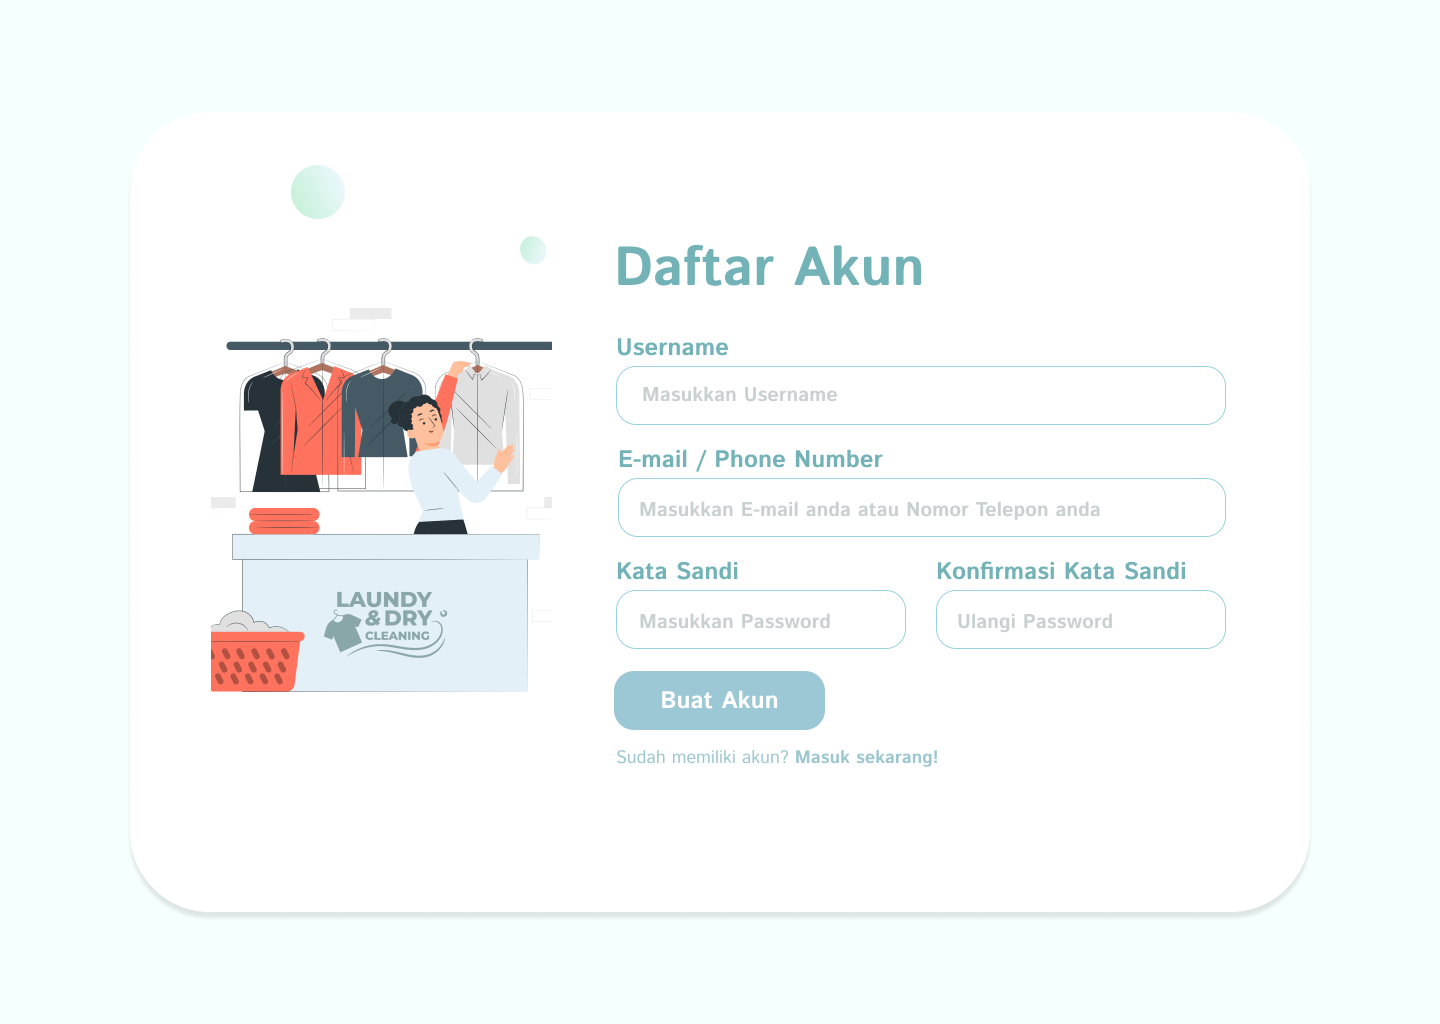 Daftar Akun
Username
Masukkan Username
E-mail / Phone Number
Masukkan E-mail anda atau Nomor Telepon anda
Kata Sandi
Konfirmasi Kata Sandi
Masukkan Password
Ulangi Password
Buat Akun
Sudah memiliki akun? Masuk sekarang!
LAUNDY
& DRY
CLEANING